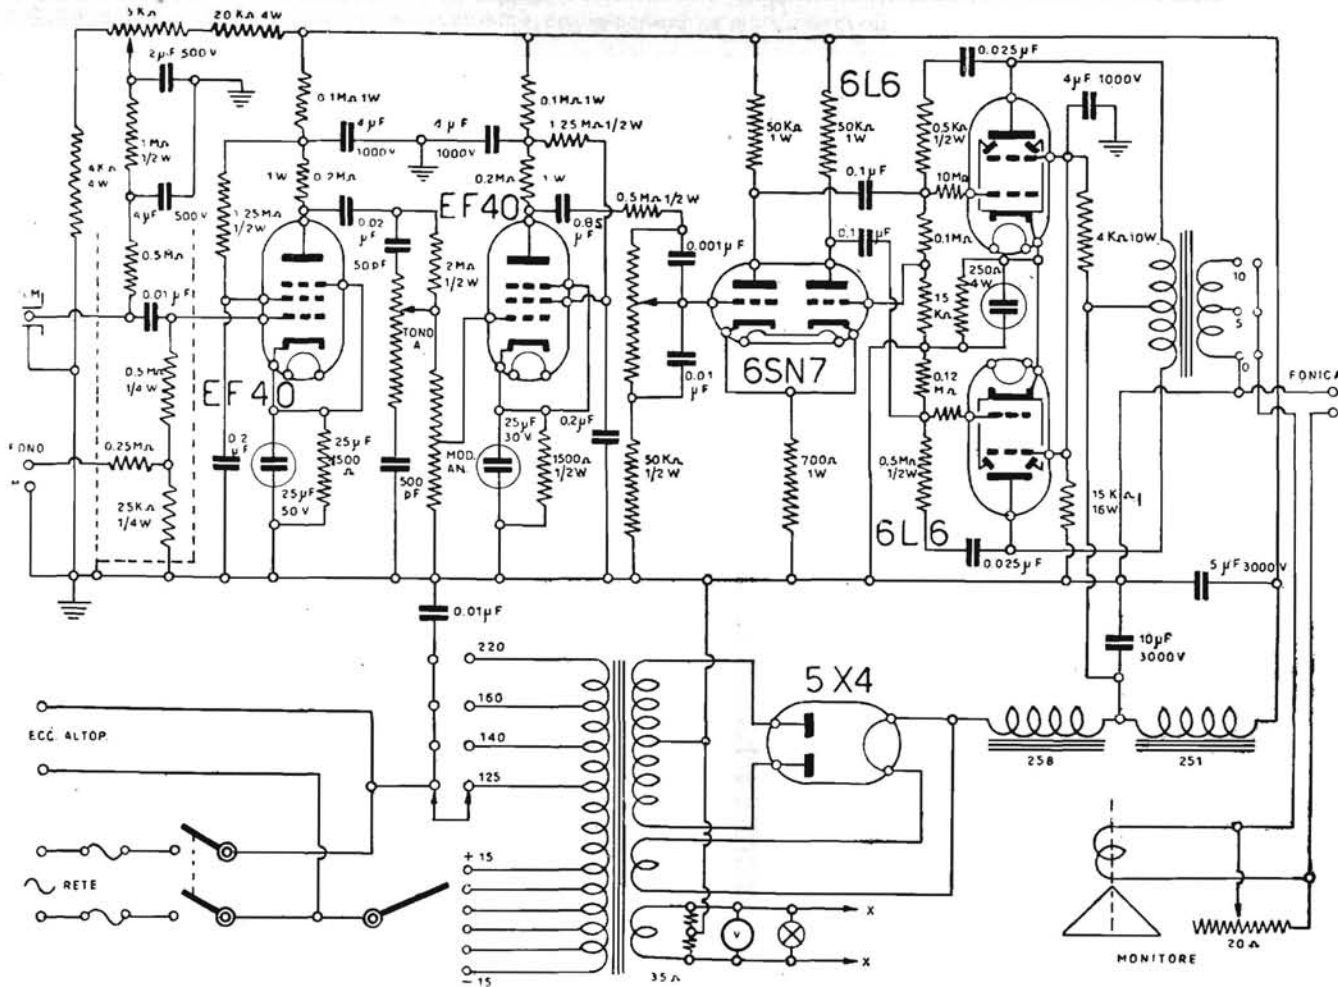 5KΩ
20 KΩ 4W
2µF 500V
0.025µF
4µF 1000V
6L6
0.1MΩ 1W
4µF
1000V
4µF
1000V
0.1MΩ 1W
1.25MΩ 1/2W
50KΩ
1W
50KΩ
1W
0.5KΩ
1/2W
1MΩ
1/2W
4KΩ
4W
1W
0.2MΩ
0.2MΩ
1W
0.1µF
10MΩ
4µF
500V
EF40
0.5MΩ 1/2W
1.25MΩ
1/2W
0.02
µF
0.85
µF
0.1
µF
0.1MΩ
4KΩ 10W
0.5MΩ
50PF
2MΩ
1/2W
0.001µF
250Ω
4W
10
0.01µF
15
KΩ
TONO
A.
5
0
0.5MΩ
1/4W
EF40
0.01
µF
6SN7
0.12
MΩ
FONICA
FONO
0.25MΩ
0.2
µF
25µF
1500
Ω
MOD.
AN.
25µF
30V
0.2µF
1500Ω
1/2W
50KΩ
1/2W
700Ω
1W
0.5MΩ
1/2W
M
25KΩ
1/4W
25µF
50V
500
PF
15KΩ
16W
6L6
0.025µF
5µF 3000V
0.01µF
10µF
3000V
220
160
140
125
5X4
ECC. ALTOP.
258
251
RETE
+ 15
V
X
X
- 15
35Ω
20Ω
MONITORE